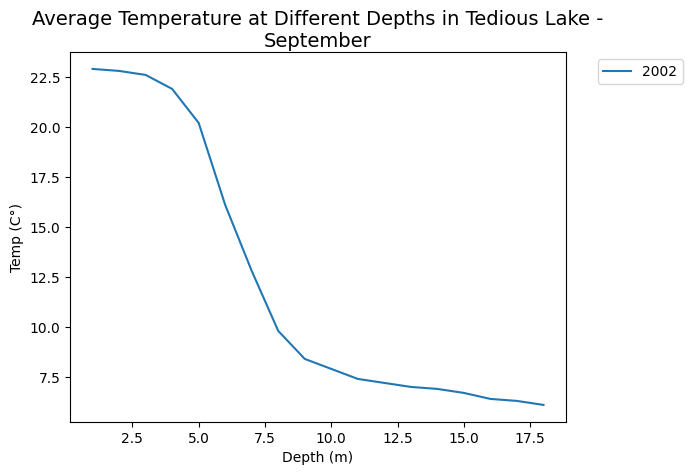 Average Temperature at Different Depths in Tedious Lake -
September
2002
22.5
20.0
17.5
15.0
12.5
10.0
7.5
Temp (C°)
2.5 5.0 7.5 10.0 12.5 15.0 17.5
Depth (m)